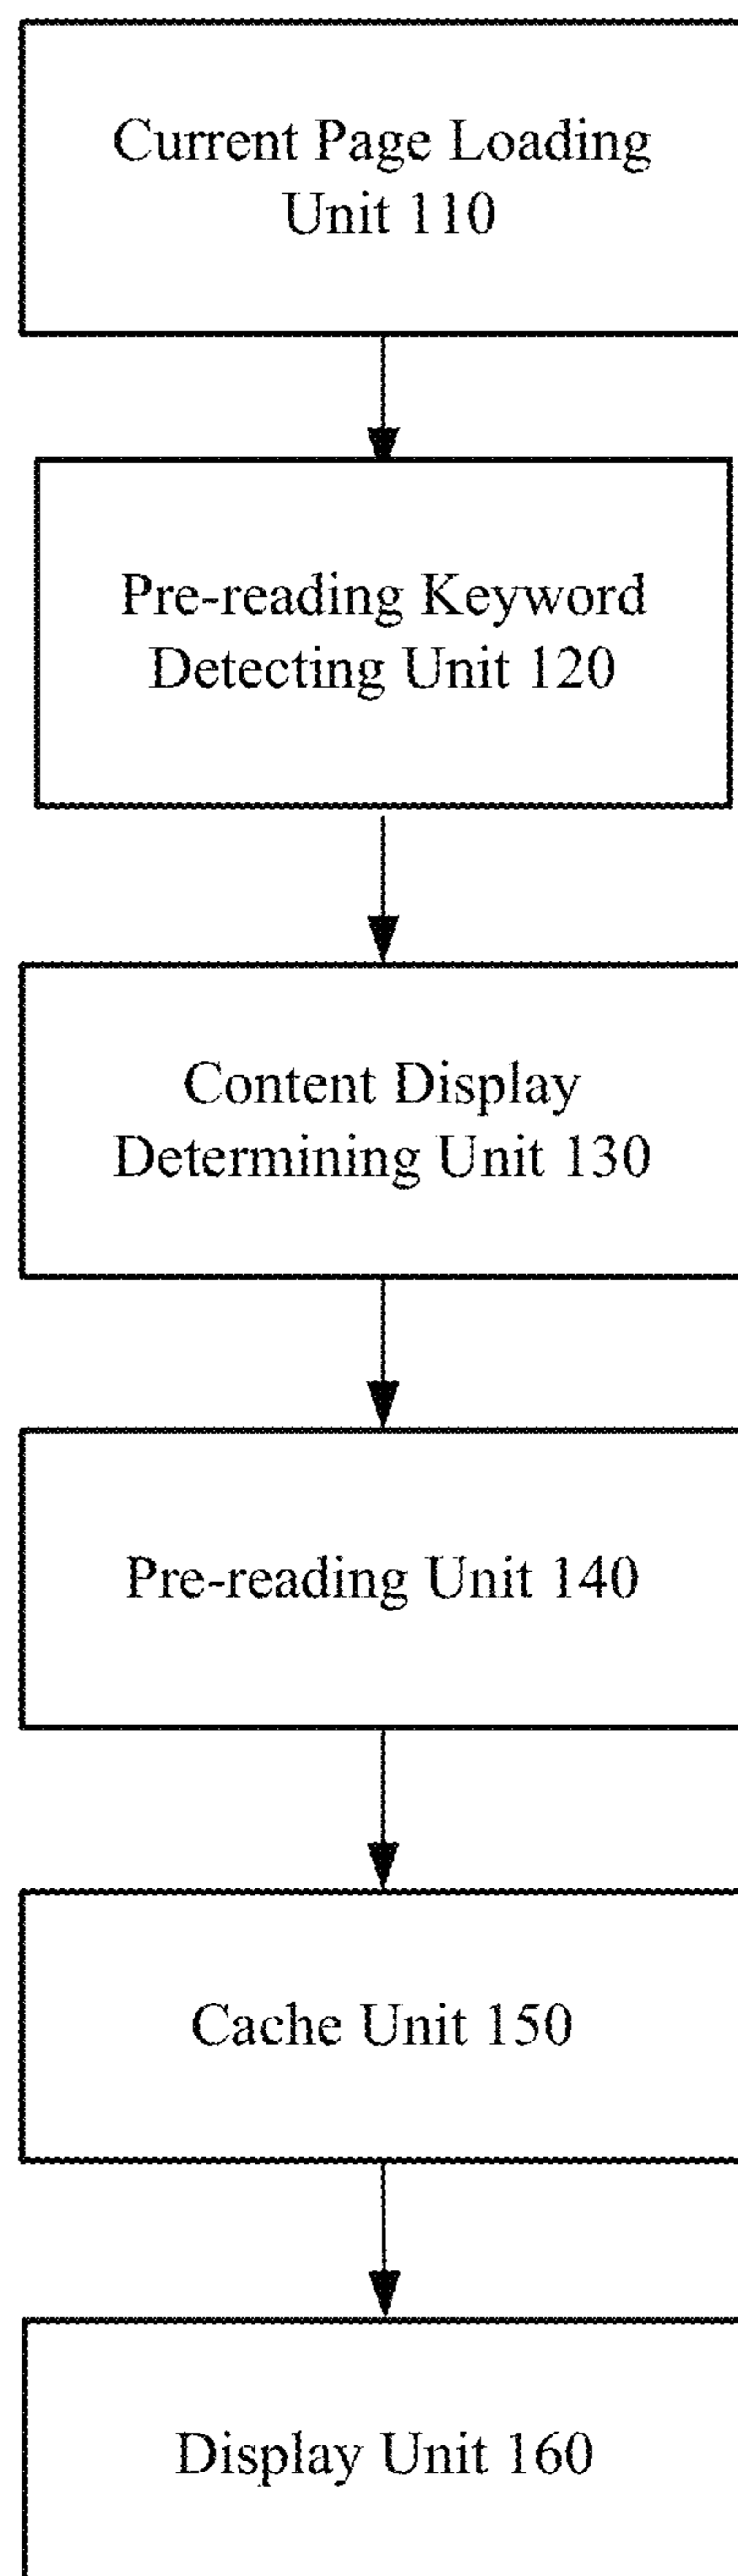 Current Page Loading
Unit 110
Pre-reading Keyword
Detecting Unit 120
Content Display
Determining Unit 130
Pre-reading Unit 140
Cache Unit 150
Display Unit 160